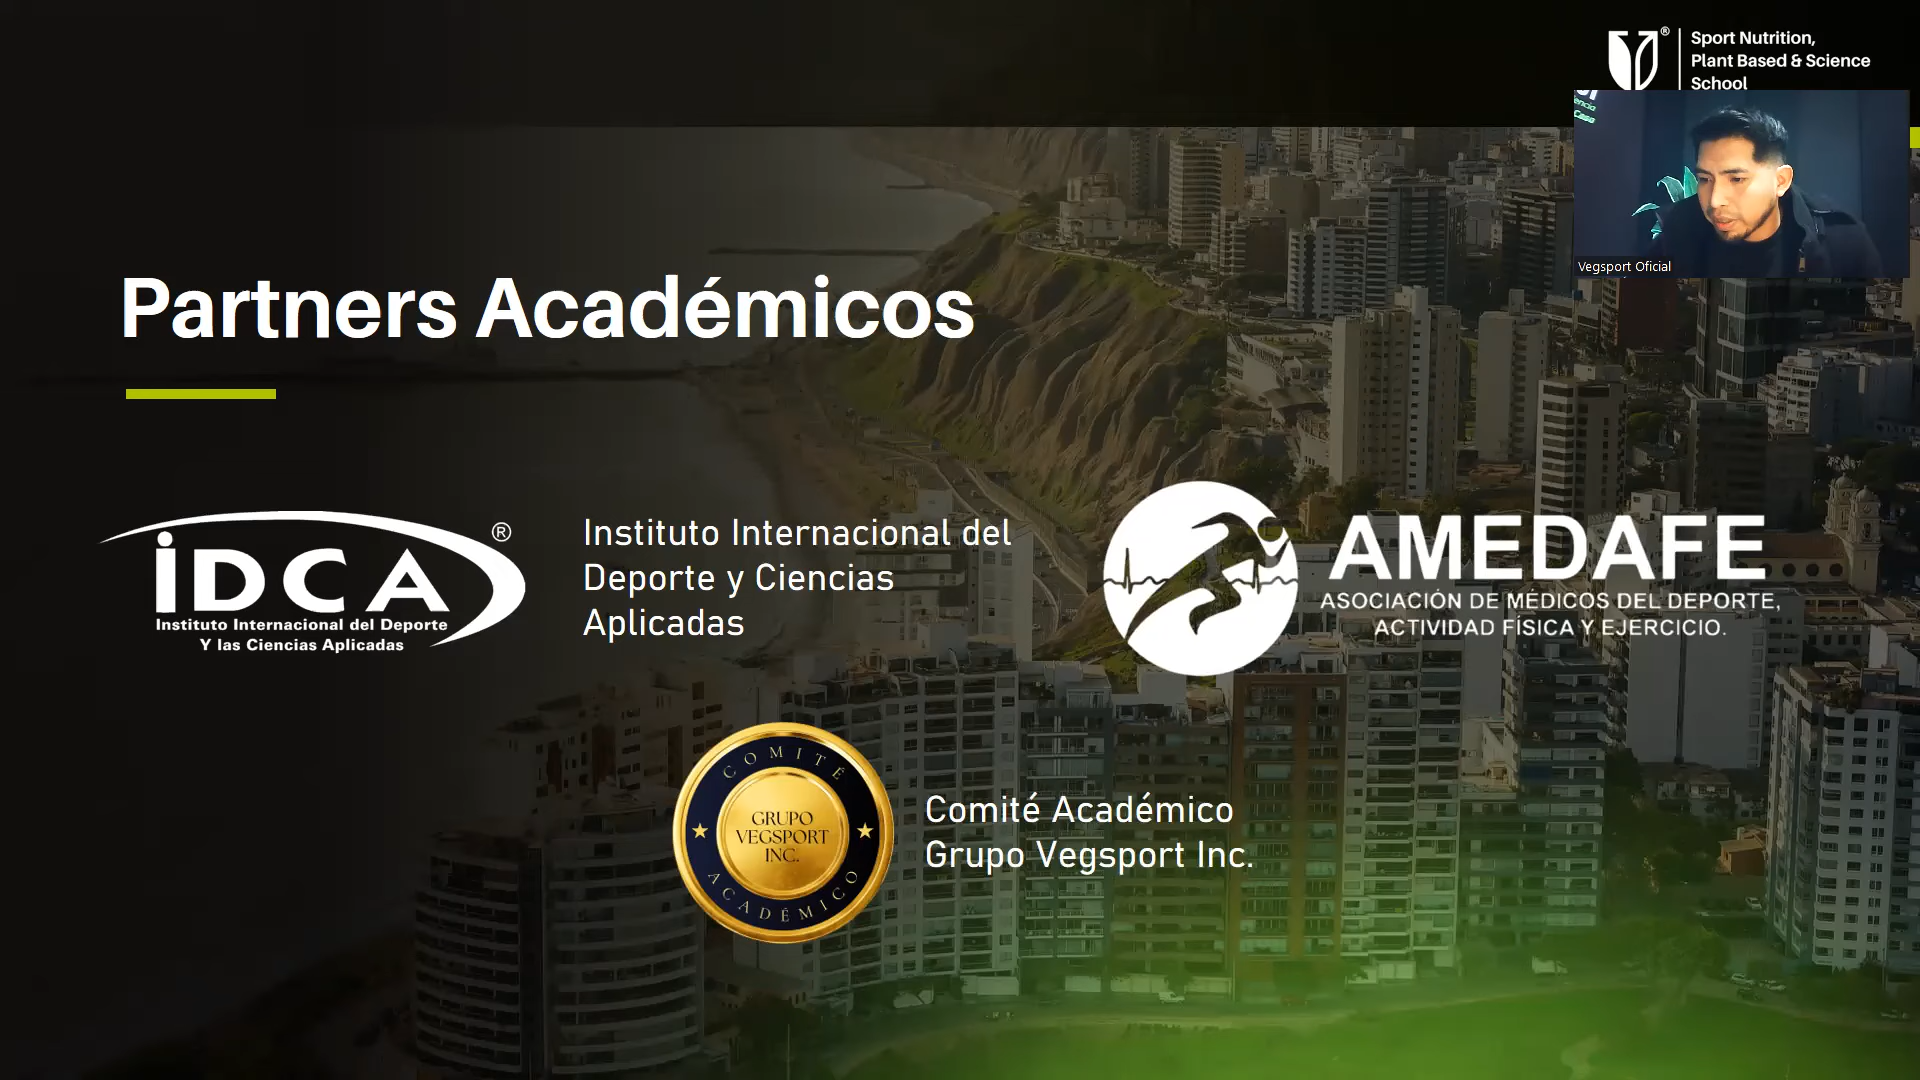 ®
Sport Nutrition,
Plant Based & Science
School
encia
Casa
Vegsport Oficial
Partners Académicos
iDCA®
Instituto Internacional del Deporte
Y las Ciencias Aplicadas
Instituto Internacional del
Deporte y Ciencias
Aplicadas
AMEDAFE
ASOCIACIÓN DE MÉDICOS DEL DEPORTE,
ACTIVIDAD FÍSICA Y EJERCICIO.
COMITÉ
GRUPO
VEGSPORT
INC.
ACADÉMICO
Comité Académico
Grupo Vegsport Inc.